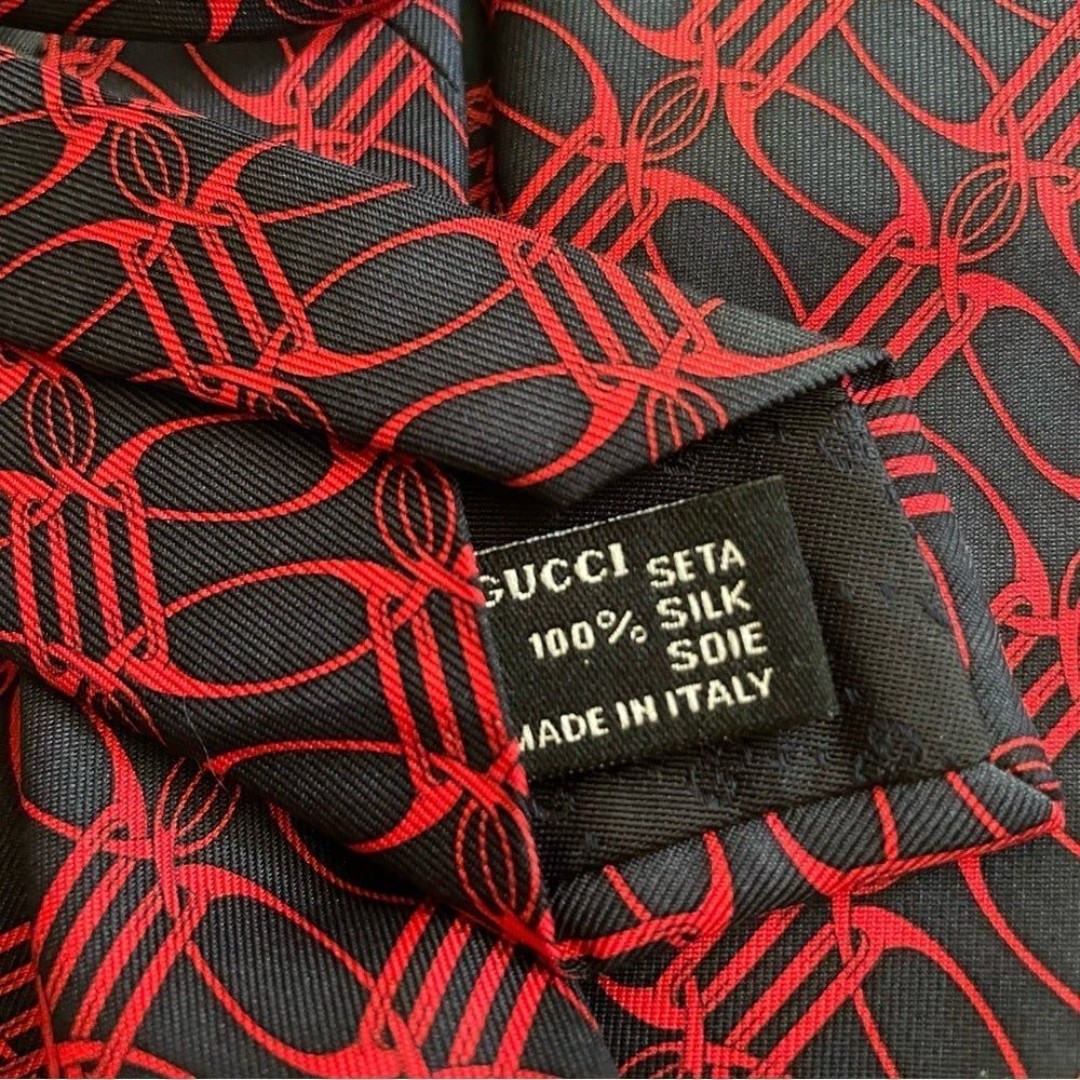 GUCCI SETA
100% SILK
SOIE
MADE IN ITALY